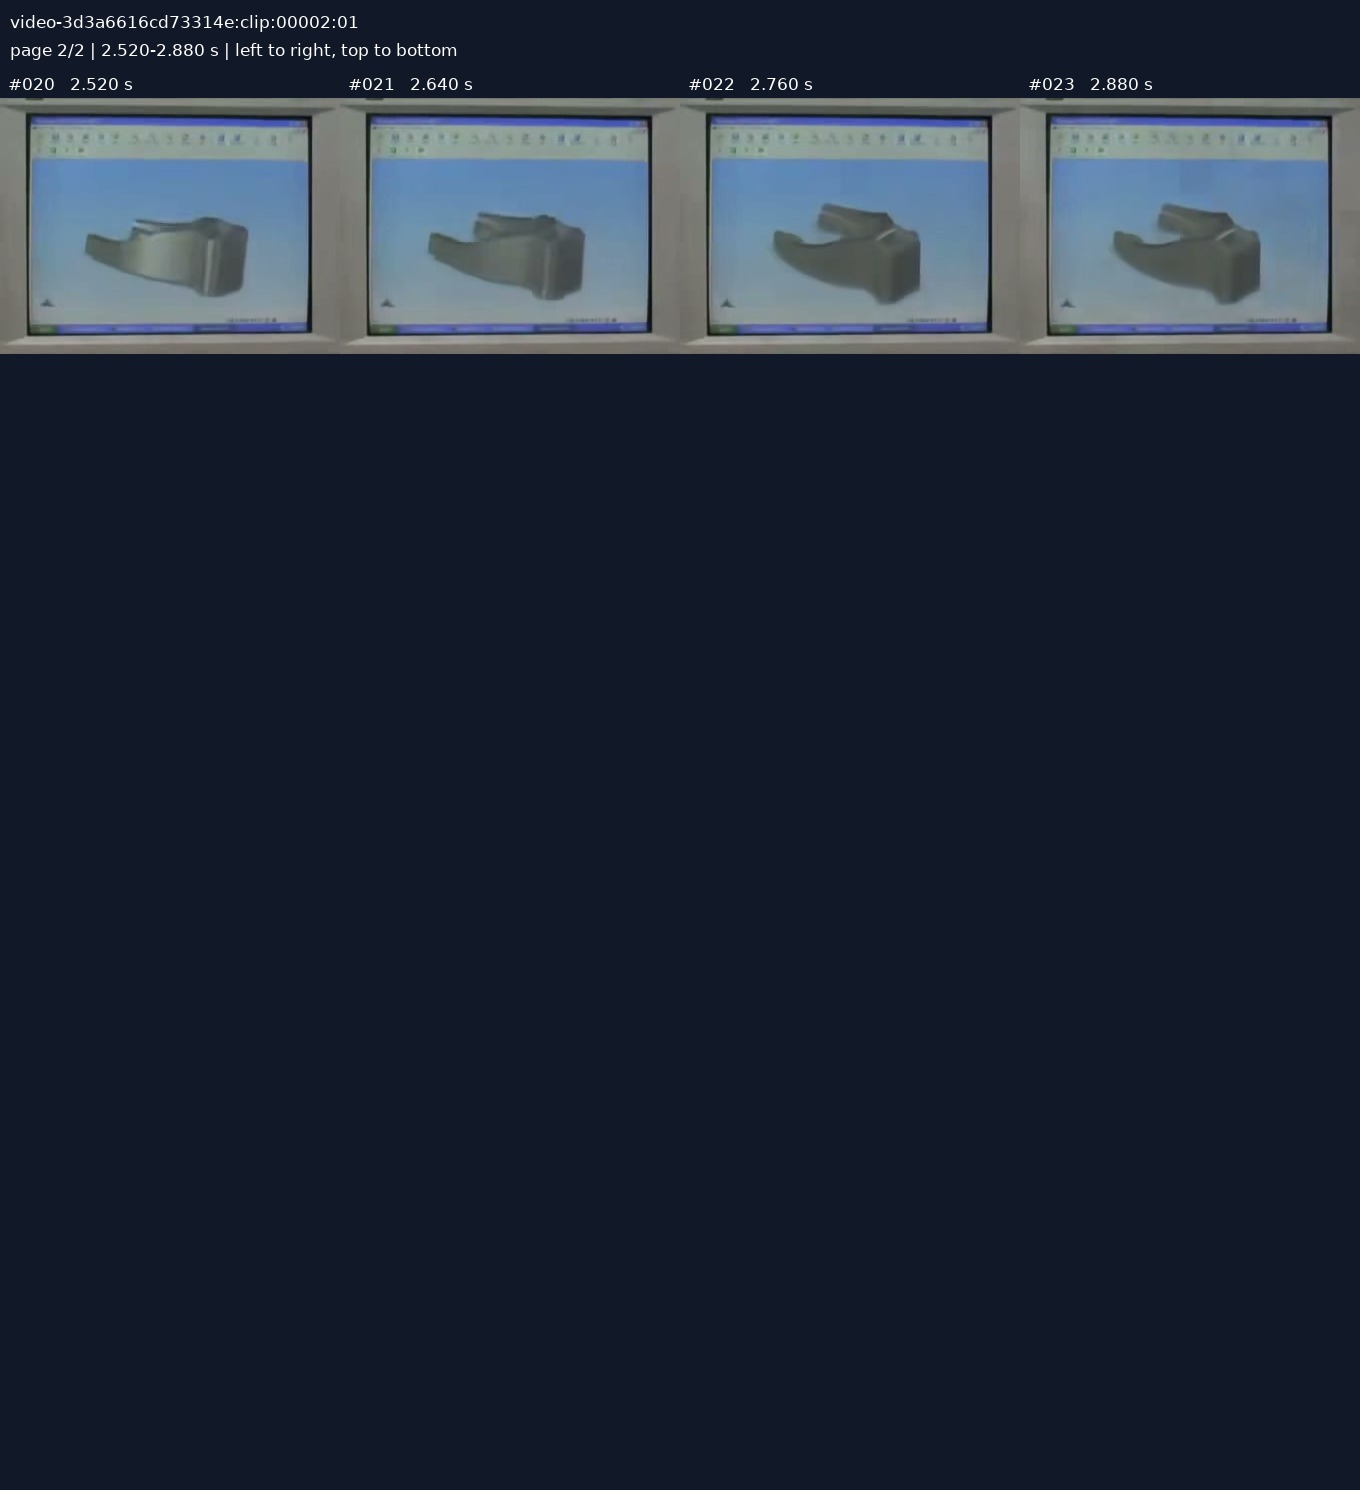 video-3d3a6616cd73314e:clip:00002:01
page 2/2 | 2.520-2.880 s | left to right, top to bottom
#020 2.520 s
#021 2.640 s
#022 2.760 s
#023 2.880 s